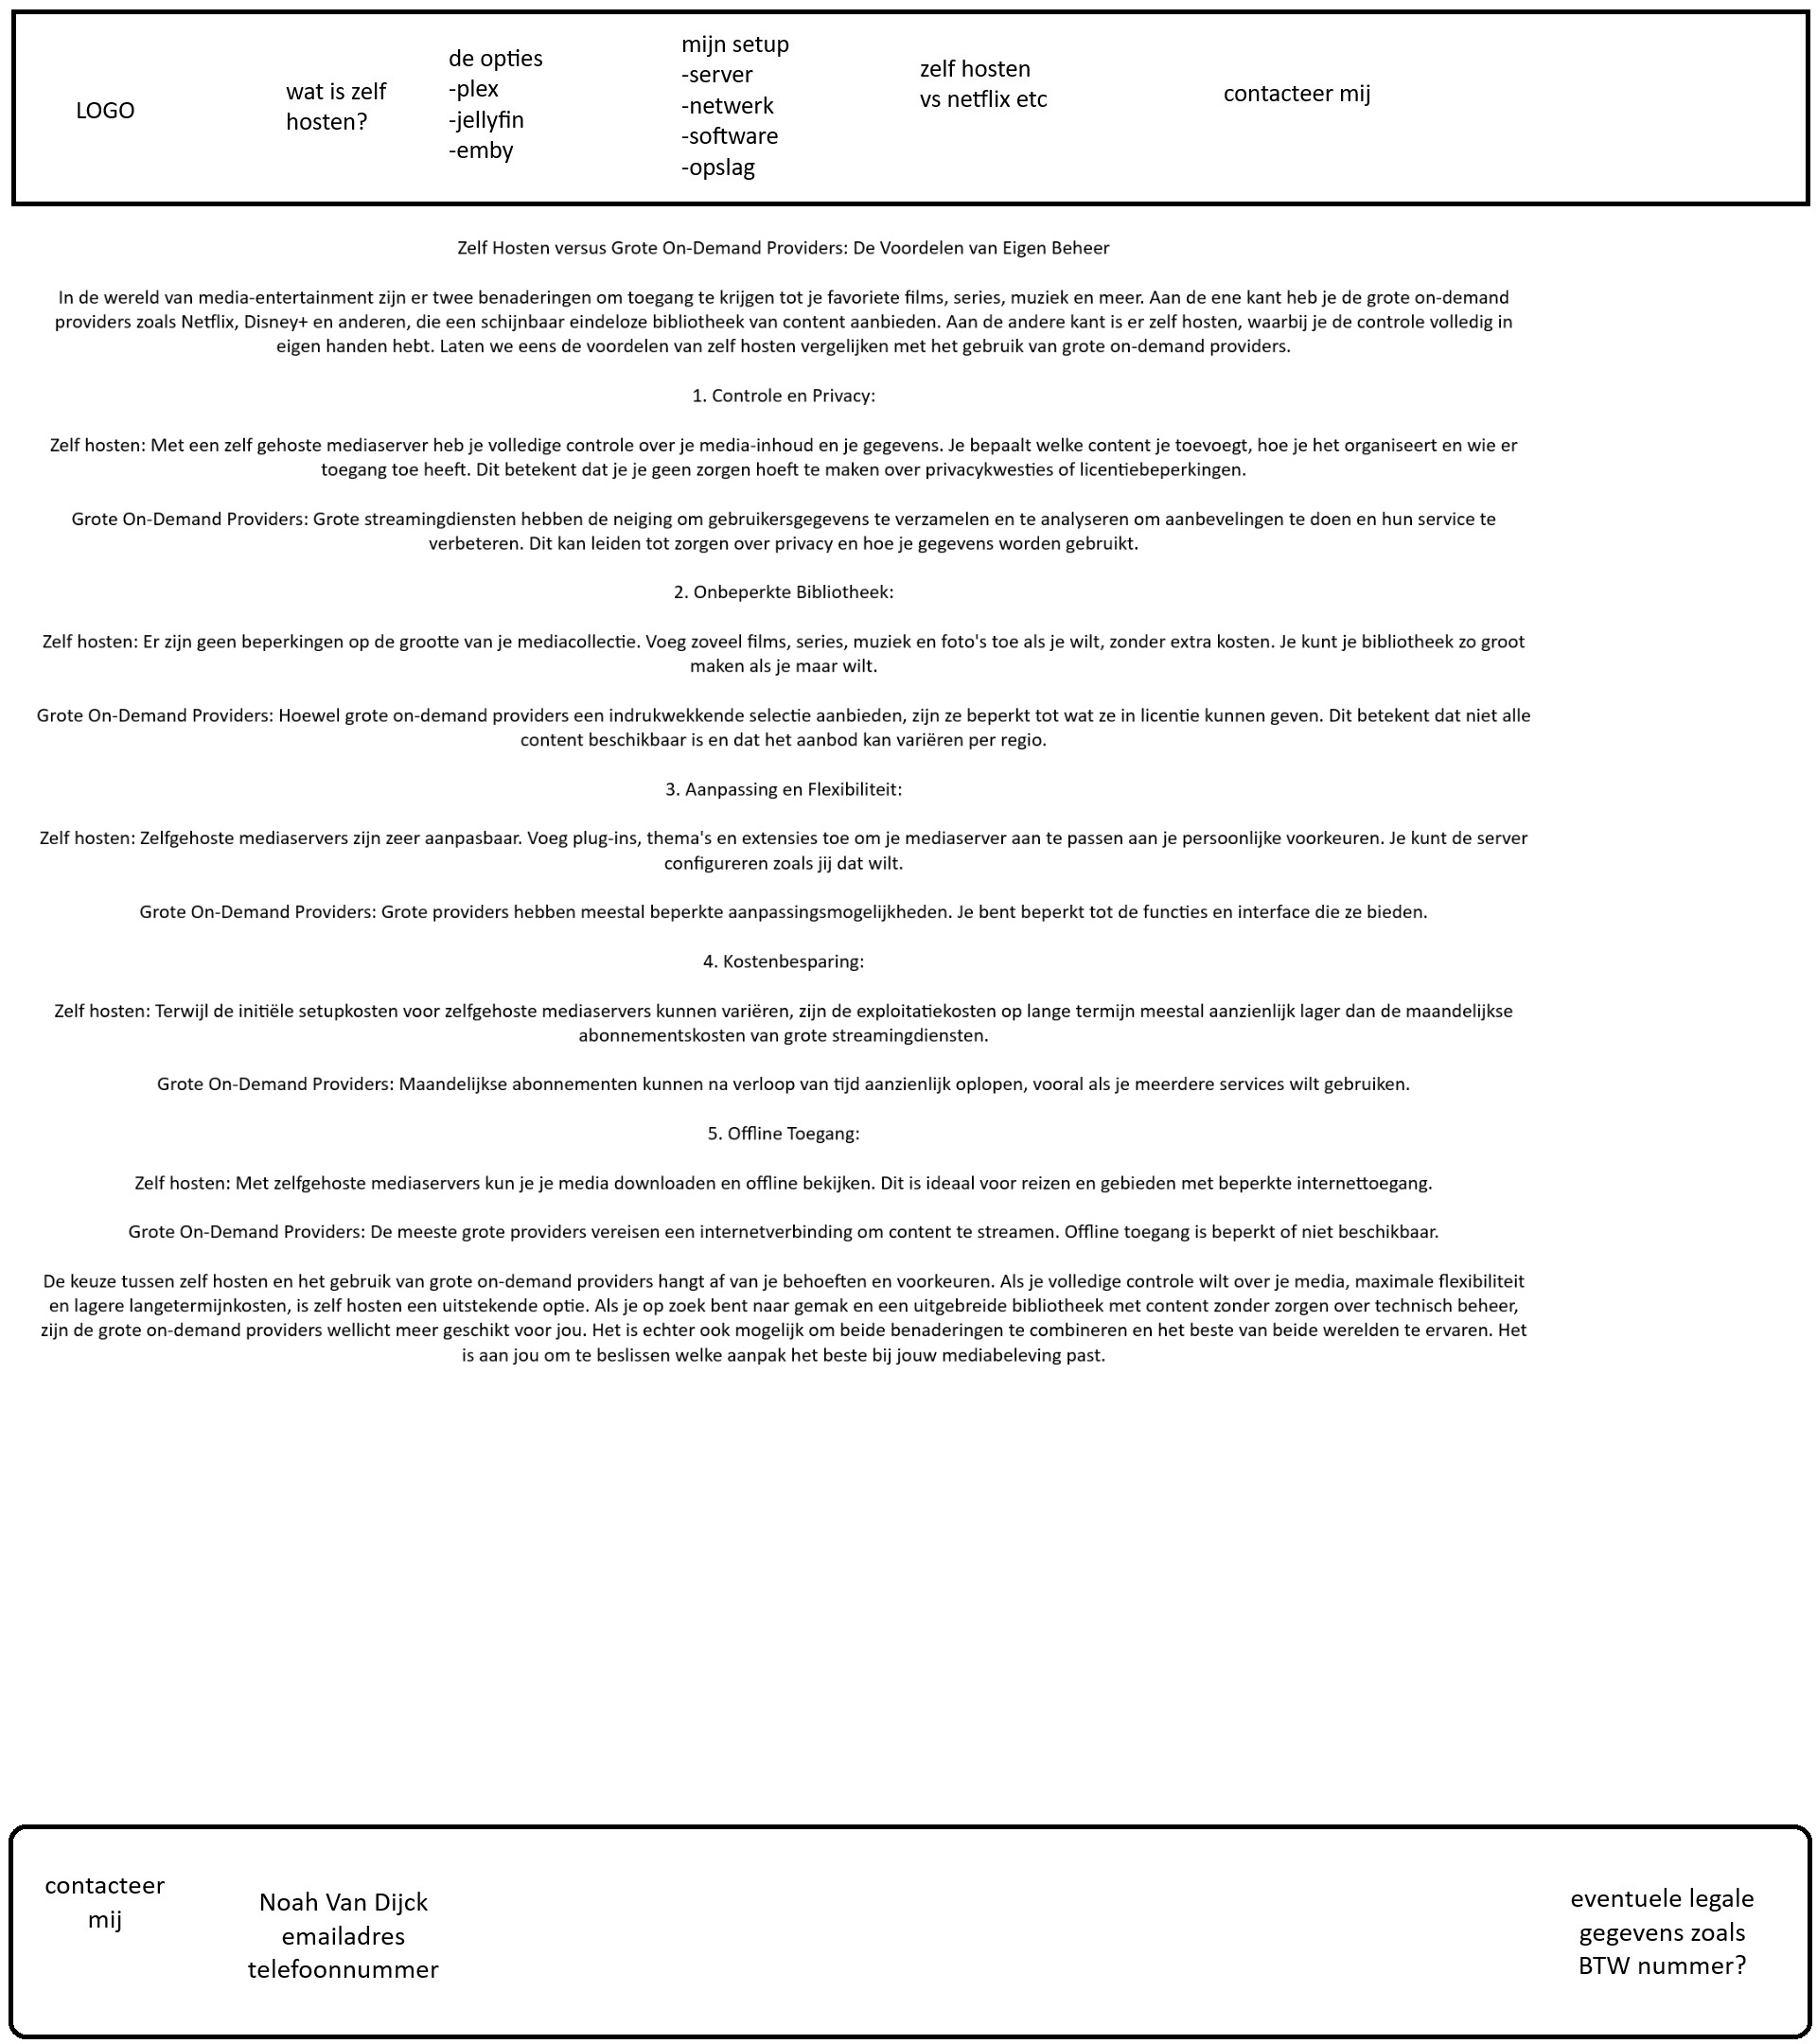 LOGO
wat is zelf
hosten?
de opties
-plex
-jellyfin
-emby
mijn setup
-server
-netwerk
-software
-opslag
zelf hosten
vs netflix etc
contacteer mij
Zelf Hosten versus Grote On-Demand Providers: De Voordelen van Eigen Beheer
In de wereld van media-entertainment zijn er twee benaderingen om toegang te krijgen tot je favoriete films, series, muziek en meer. Aan de ene kant heb je de grote on-demand
providers zoals Netflix, Disney+ en anderen, die een schijnbaar eindeloze bibliotheek van content aanbieden. Aan de andere kant is er zelf hosten, waarbij je de controle volledig in
eigen handen hebt. Laten we eens de voordelen van zelf hosten vergelijken met het gebruik van grote on-demand providers.
1. Controle en Privacy:
Zelf hosten: Met een zelf gehoste mediaserver heb je volledige controle over je media-inhoud en je gegevens. Je bepaalt welke content je toevoegt, hoe je het organiseert en wie er
toegang toe heeft. Dit betekent dat je je geen zorgen hoeft te maken over privacykwesties of licentiebeperkingen.
Grote On-Demand Providers: Grote streamingdiensten hebben de neiging om gebruikersgegevens te verzamelen en te analyseren om aanbevelingen te doen en hun service te
verbeteren. Dit kan leiden tot zorgen over privacy en hoe je gegevens worden gebruikt.
2. Onbeperkte Bibliotheek:
Zelf hosten: Er zijn geen beperkingen op de grootte van je mediacollectie. Voeg zoveel films, series, muziek en foto's toe als je wilt, zonder extra kosten. Je kunt je bibliotheek zo groot
maken als je maar wilt.
Grote On-Demand Providers: Hoewel grote on-demand providers een indrukwekkende selectie aanbieden, zijn ze beperkt tot wat ze in licentie kunnen geven. Dit betekent dat niet alle
content beschikbaar is en dat het aanbod kan variëren per regio.
3. Aanpassing en Flexibiliteit:
Zelf hosten: Zelfgehoste mediaservers zijn zeer aanpasbaar. Voeg plug-ins, thema's en extensies toe om je mediaserver aan te passen aan je persoonlijke voorkeuren. Je kunt de server
configureren zoals jij dat wilt.
Grote On-Demand Providers: Grote providers hebben meestal beperkte aanpassingsmogelijkheden. Je bent beperkt tot de functies en interface die ze bieden.
4. Kostenbesparing:
Zelf hosten: Terwijl de initiële setupkosten voor zelfgehoste mediaservers kunnen variëren, zijn de exploitatiekosten op lange termijn meestal aanzienlijk lager dan de maandelijkse
abonnementskosten van grote streamingdiensten.
Grote On-Demand Providers: Maandelijkse abonnementen kunnen na verloop van tijd aanzienlijk oplopen, vooral als je meerdere services wilt gebruiken.
5. Offline Toegang:
Zelf hosten: Met zelfgehoste mediaservers kun je je media downloaden en offline bekijken. Dit is ideaal voor reizen en gebieden met beperkte internettoegang.
Grote On-Demand Providers: De meeste grote providers vereisen een internetverbinding om content te streamen. Offline toegang is beperkt of niet beschikbaar.
De keuze tussen zelf hosten en het gebruik van grote on-demand providers hangt af van je behoeften en voorkeuren. Als je volledige controle wilt over je media, maximale flexibiliteit
en lagere langetermijnkosten, is zelf hosten een uitstekende optie. Als je op zoek bent naar gemak en een uitgebreide bibliotheek met content zonder zorgen over technisch beheer,
zijn de grote on-demand providers wellicht meer geschikt voor jou. Het is echter ook mogelijk om beide benaderingen te combineren en het beste van beide werelden te ervaren. Het
is aan jou om te beslissen welke aanpak het beste bij jouw mediabeleving past.
contacteer
mij
Noah Van Dijck
emailadres
telefoonnummer
eventuele legale
gegevens zoals
BTW nummer?